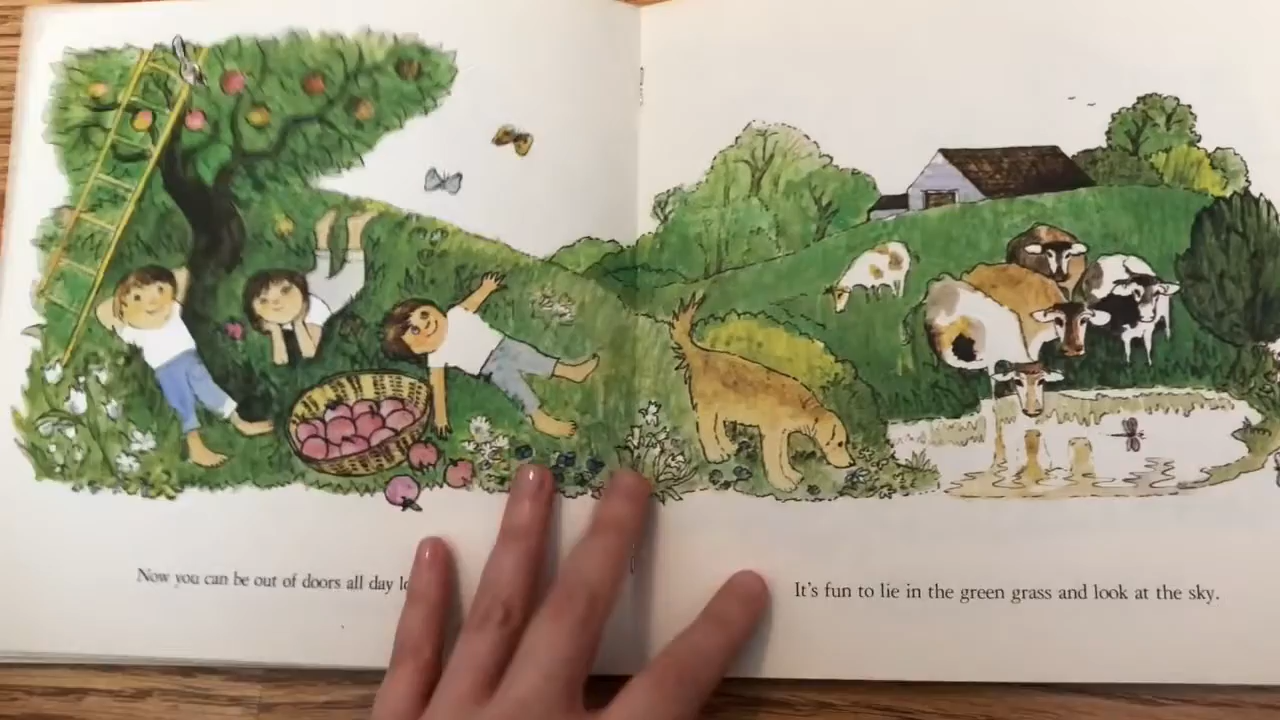 Now you can be out of doors all day
It's fun to lie in the green grass and look at the sky.